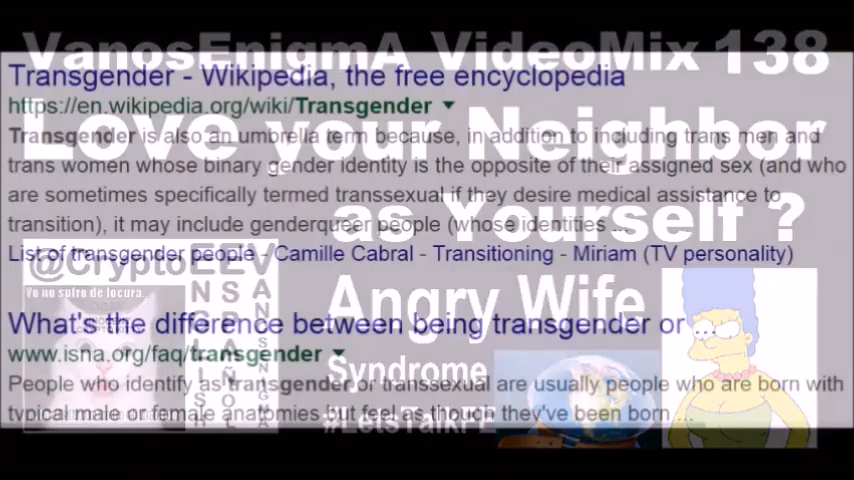 VanosEnigmA VideoMix 138
Transgender - Wikipedia, the free encyclopedia
https://en.wikipedia.org/wiki/Transgender
Love your Neighbor
Transgender is also an umbrella term because, in addition to including trans men and
trans women whose binary gender identity is the opposite of their assigned sex (and who
are sometimes specifically termed transsexual if they desire medical assistance to
as Yourself ?
transition), it may include genderqueer people (whose identities ...
List of transgender people - Camille Cabral - Transitioning - Miriam (TV personality)
@CryptoEEV
ENGLISH
ESPAÑOL
VANOSENIGMA
Yo no sufro de locura..
Angry Wife
What's the difference between being transgender or ...
www.isna.org/faq/transgender
Syndrome
People who identify as transgender or transsexual are usually people who are born with
typical male or female anatomies but feel as though they've been born ...
#LetsTalkFE